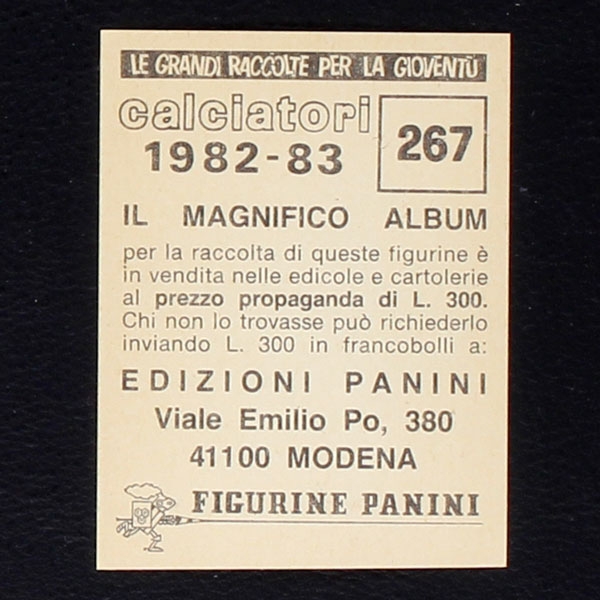 LE GRANDI RACCOLTE PER LA GIOVENTÙ
calciatori
1982-83
267
IL MAGNIFICO ALBUM
per la raccolta di queste figurine è
in vendita nelle edicole e cartolerie
al prezzo propaganda di L. 300.
Chi non lo trovasse può richiederlo
inviando L. 300 in francobolli a:
EDIZIONI PANINI
Viale Emilio Po, 380
41100 MODENA
FIGURINE PANINI